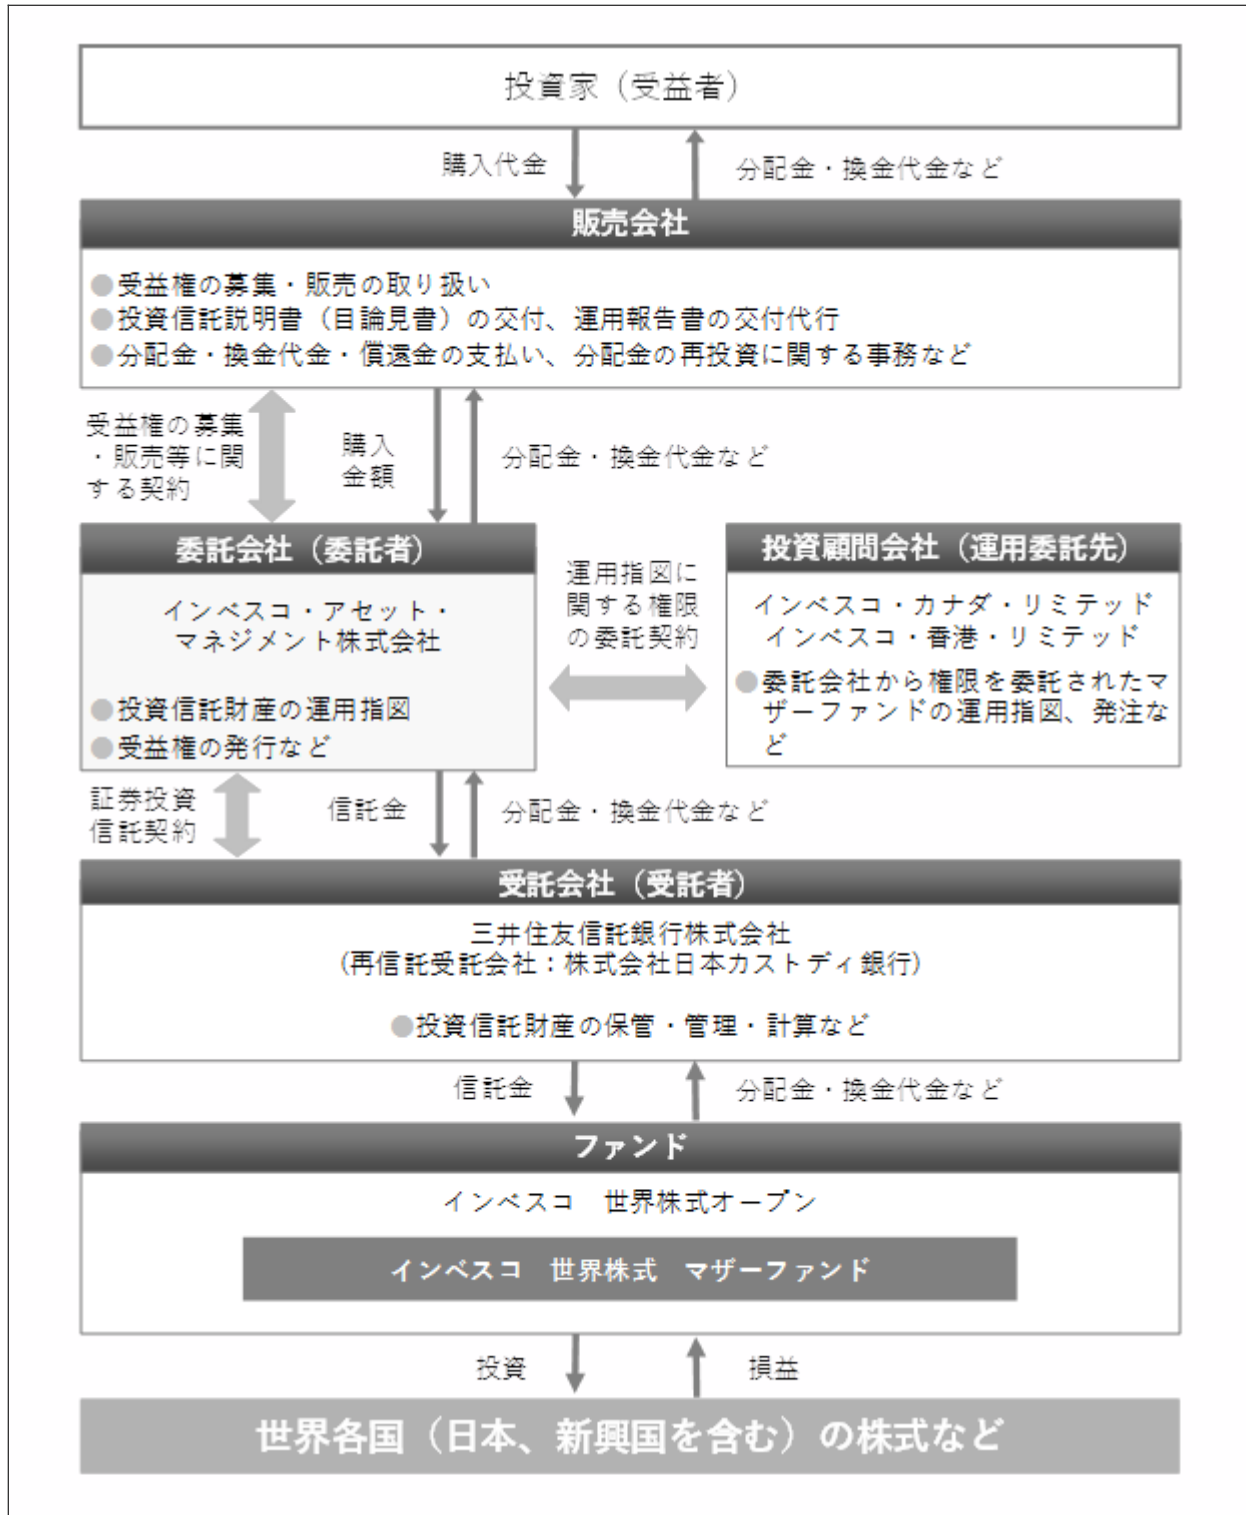 投資家（受益者）
購入代金
分配金・換金代金など
販売会社
●受益権の募集・販売の取り扱い
●投資信託説明書（目論見書）の交付、運用報告書の交付代行
●分配金・換金代金・償還金の支払い、分配金の再投資に関する事務など
受益権の募集
・販売等に関
する契約
購入
金額
分配金・換金代金など
委託会社（委託者）
インベスコ・アセット・
マネジメント株式会社
●投資信託財産の運用指図
●受益権の発行など
運用指図に
関する権限
の委託契約
投資顧問会社（運用委託先）
インベスコ・カナダ・リミテッド
インベスコ・香港・リミテッド
●委託会社から権限を委託されたマ
ザーファンドの運用指図、発注な
ど
証券投資
信託契約
信託金
分配金・換金代金など
受託会社（受託者）
三井住友信託銀行株式会社
(再信託受託会社：株式会社日本カストディ銀行)
●投資信託財産の保管・管理・計算など
信託金
分配金・換金代金など
ファンド
インベスコ　世界株式オープン
インベスコ　世界株式　マザーファンド
投資
損益
世界各国（日本、新興国を含む）の株式など